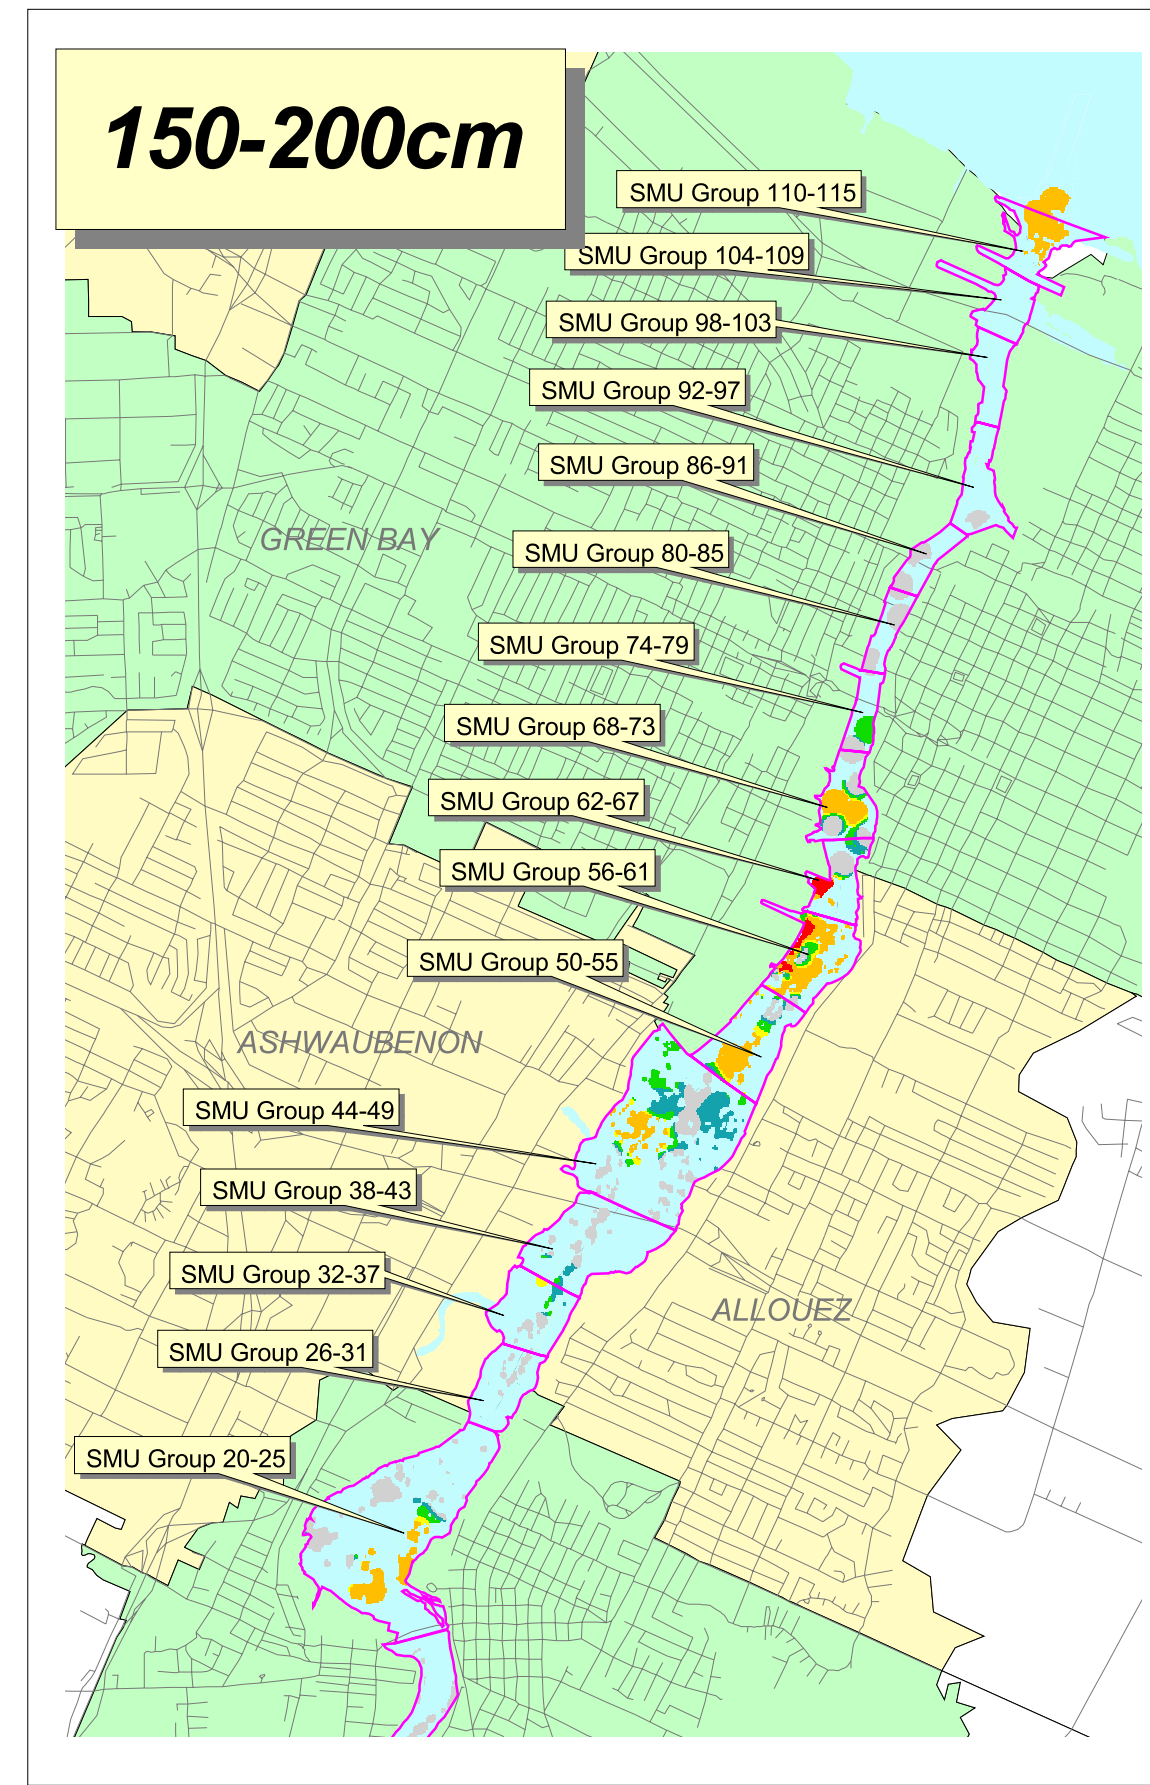 150-200cm
SMU Group 110-115
SMU Group 104-109
SMU Group 98-103
SMU Group 92-97
SMU Group 86-91
GREEN BAY
SMU Group 80-85
SMU Group 74-79
SMU Group 68-73
SMU Group 62-67
SMU Group 56-61
SMU Group 50-55
ASHWAUBENON
SMU Group 44-49
SMU Group 38-43
SMU Group 32-37
ALLOUEZ
SMU Group 26-31
SMU Group 20-25